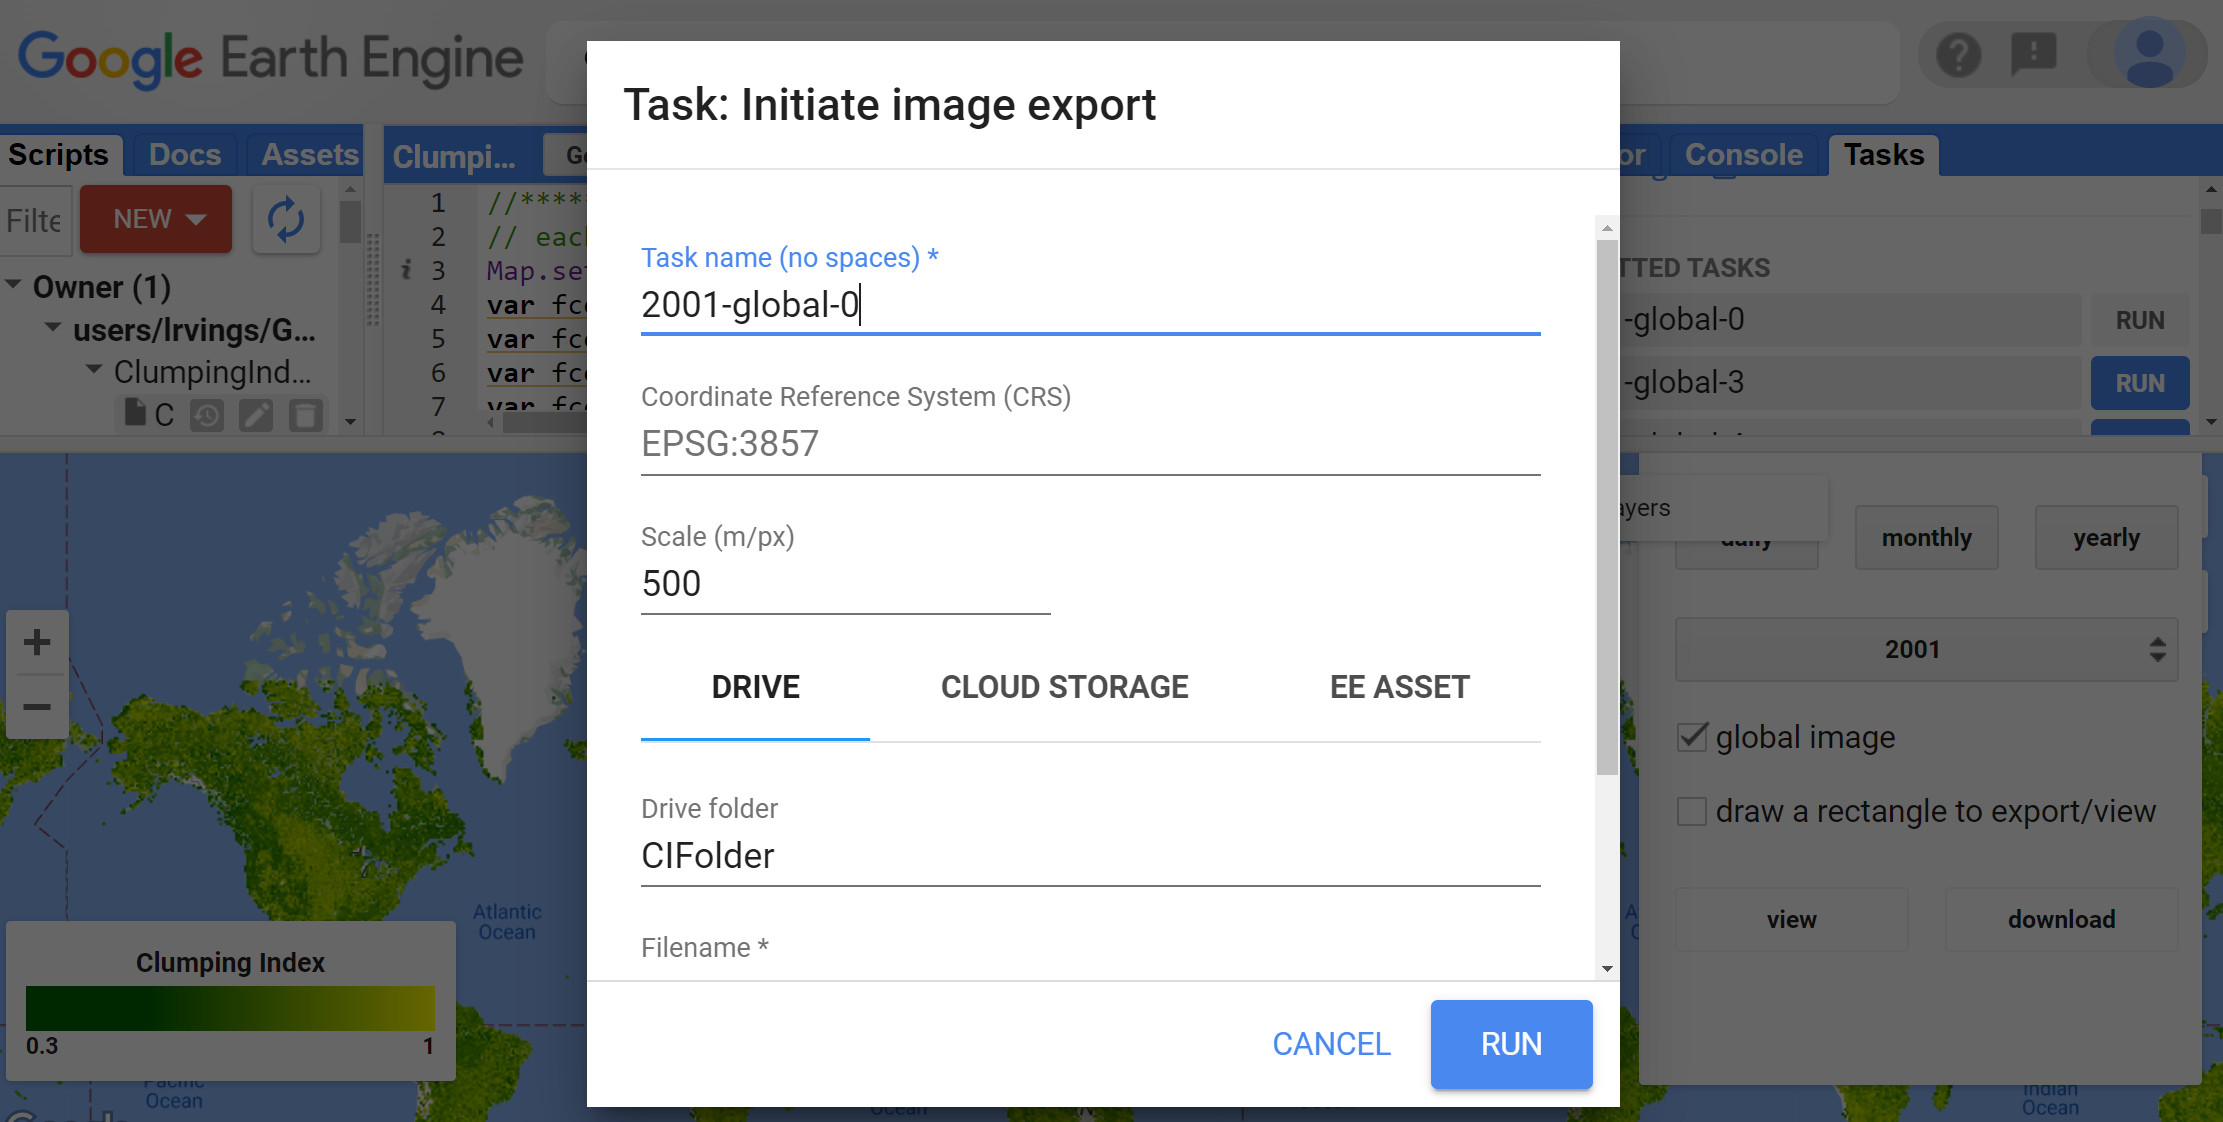 Google Earth Engine
Scripts Docs Assets
Filte NEW
Owner (1)
users/lrvings/G...
ClumpingInd...
C
Clumpi...
1 //****
2 // eac
3 Map.se
4 var fc
5 var fc
6 var fc
7 var fc
Task: Initiate image export
Task name (no spaces) *
2001-global-0
Coordinate Reference System (CRS)
EPSG:3857
Scale (m/px)
500
DRIVE CLOUD STORAGE EE ASSET
Drive folder
CIFolder
Filename *
CANCEL RUN
or Console Tasks
TTED TASKS
-global-0 RUN
-global-3 RUN
ayers
daily monthly yearly
2001
global image
draw a rectangle to export/view
view download
Atlantic
Ocean
Clumping Index
0.3 1
Pacific
Ocean
Ocean
Indian
Ocean
Google